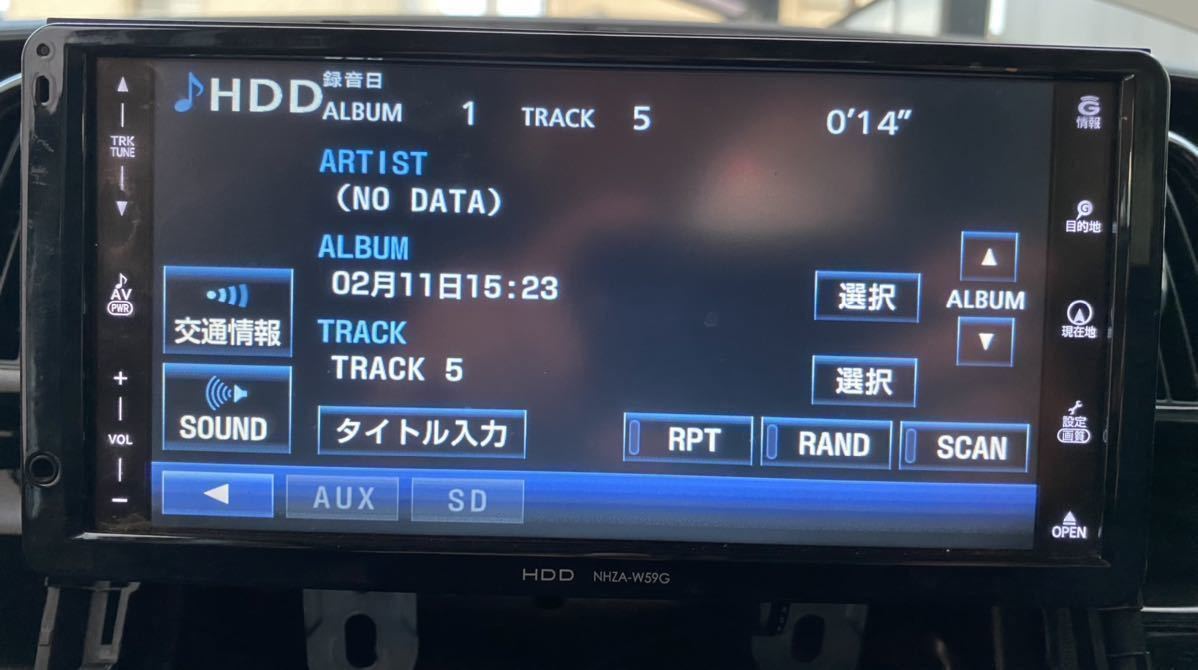 HDD
録音日
ALBUM 1 TRACK 5 0'14"
ARTIST
(NO DATA)
ALBUM
02月11日15:23
選択
TRACK
TRACK 5
選択
▲
ALBUM
▼
交通情報
SOUND
タイトル入力
RPT
RAND
SCAN
◀
AUX
SD
▲
TRK
TUNE
▼
♪
AV
PWR
+
VOL
−
G
情報
G
目的地
現在地
設定
画質
OPEN
HDD NHZA-W59G